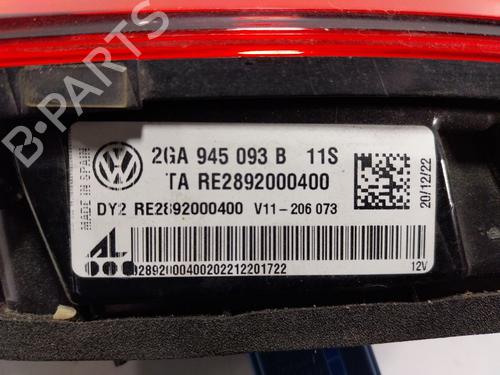 B-PARTS
2GA 945 093 B 11S
TA RE2892000400
DY2 RE2892000400 V11-206 073
MADE IN SPAIN
20/12/22
AL
2892000400202212201722
12V